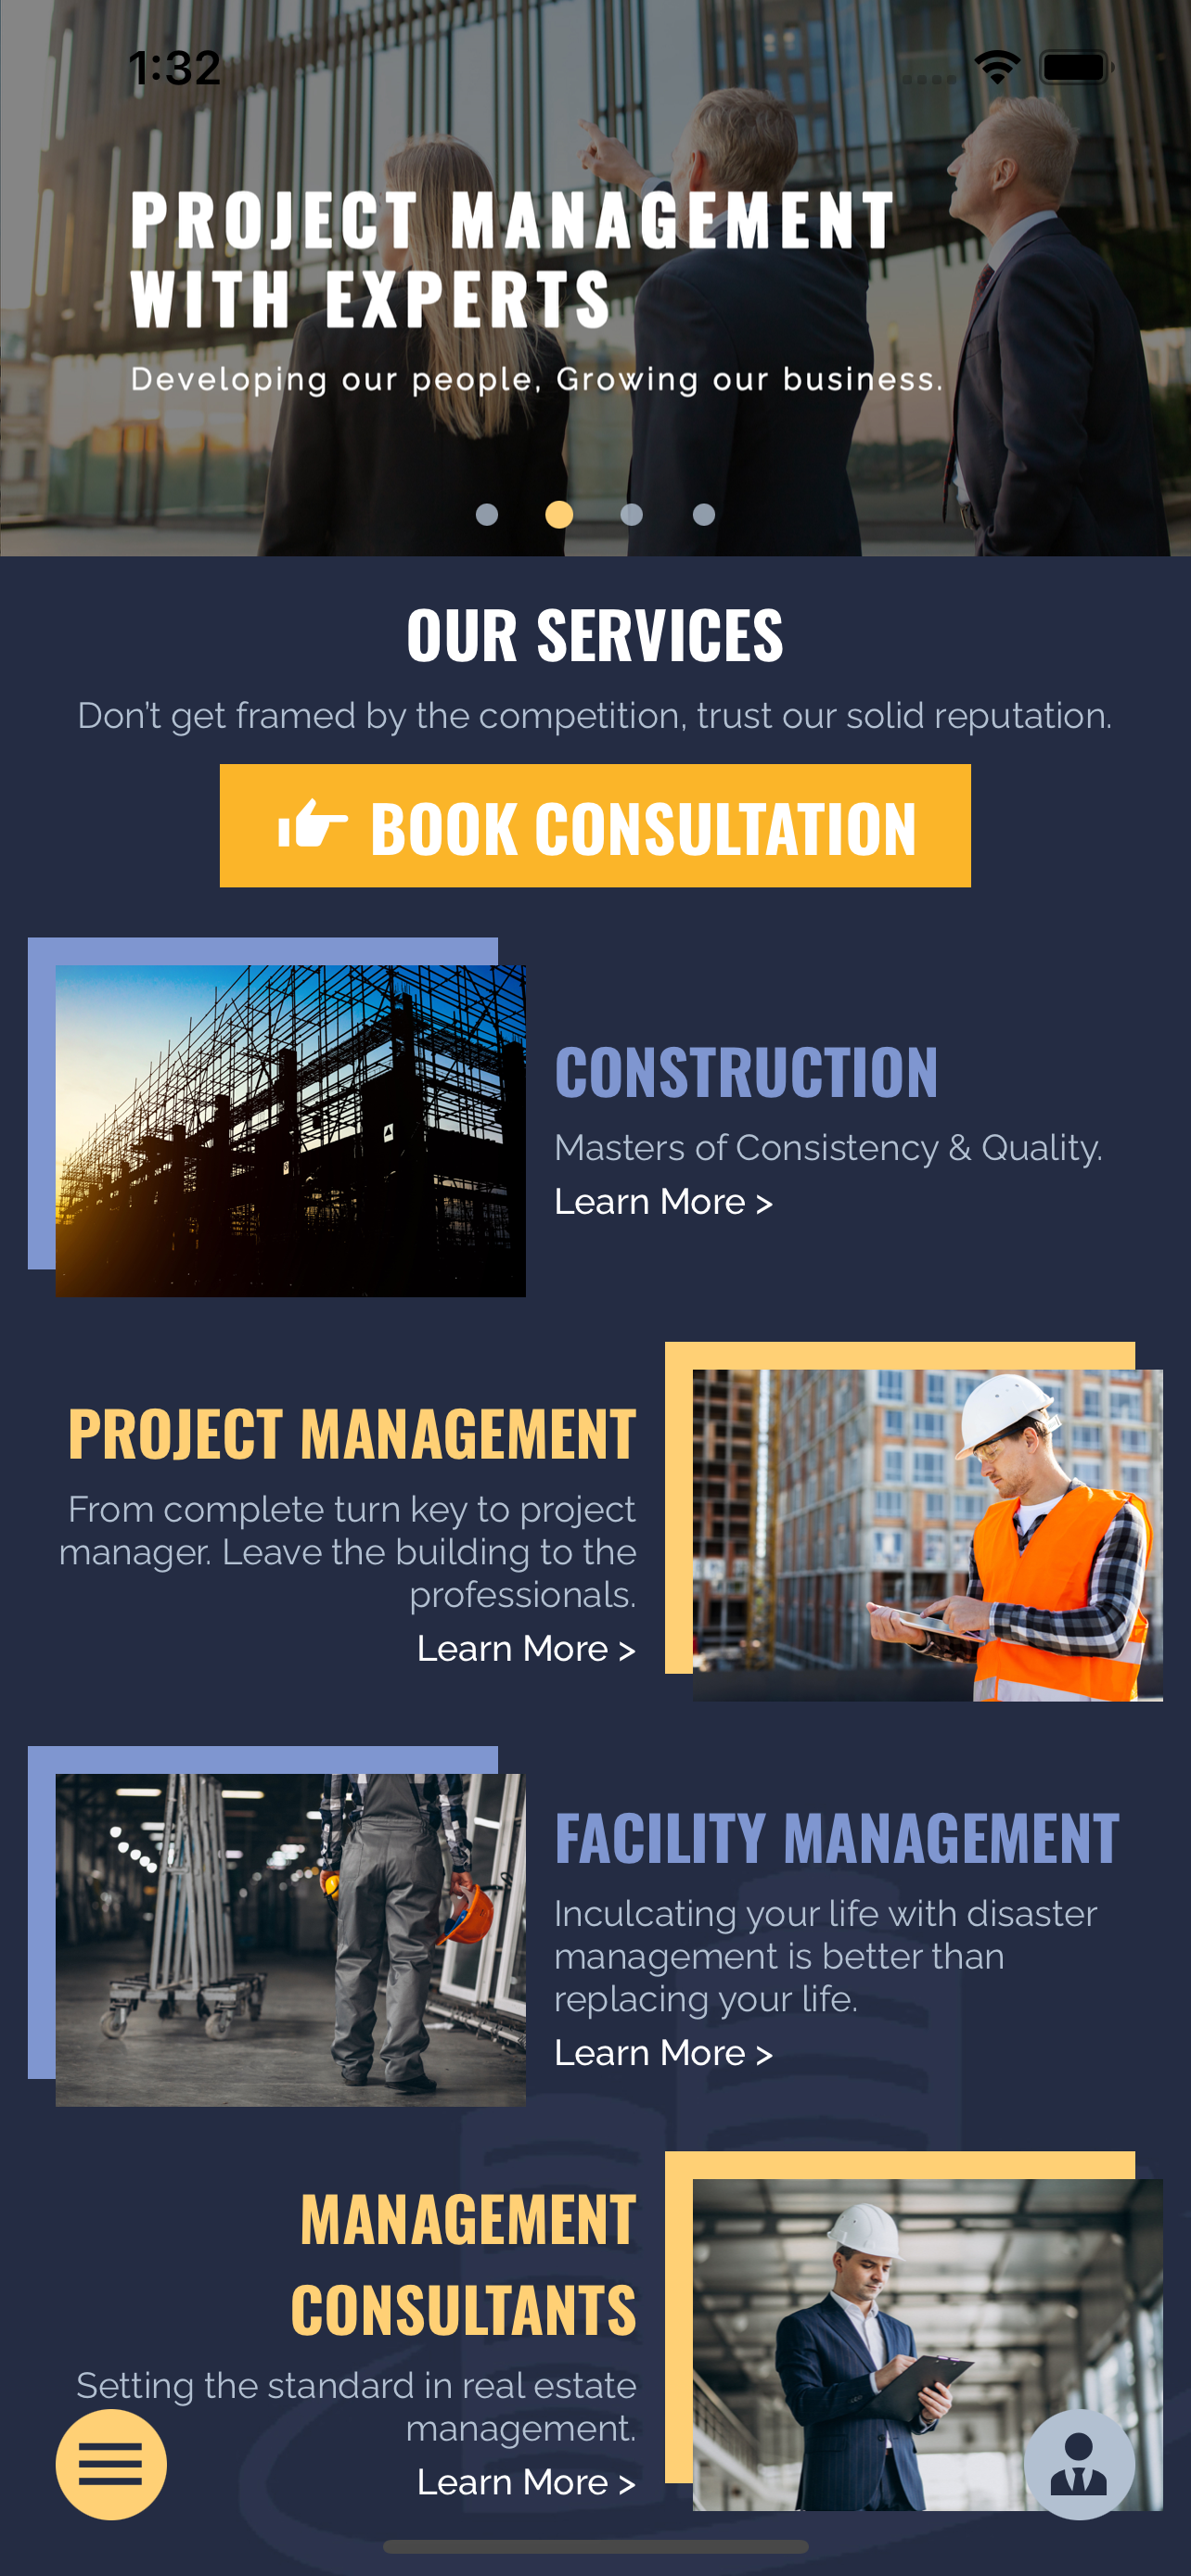 1:32
PROJECT MANAGEMENT
WITH EXPERTS
Developing our people, Growing our business.
OUR SERVICES
Don't get framed by the competition, trust our solid reputation.
BOOK CONSULTATION
CONSTRUCTION
Masters of Consistency & Quality.
Learn More >
PROJECT MANAGEMENT
From complete turn key to project
manager. Leave the building to the
professionals.
Learn More >
FACILITY MANAGEMENT
Inculcating your life with disaster
management is better than
replacing your life.
Learn More >
MANAGEMENT
CONSULTANTS
Setting the standard in real estate
management.
Learn More >